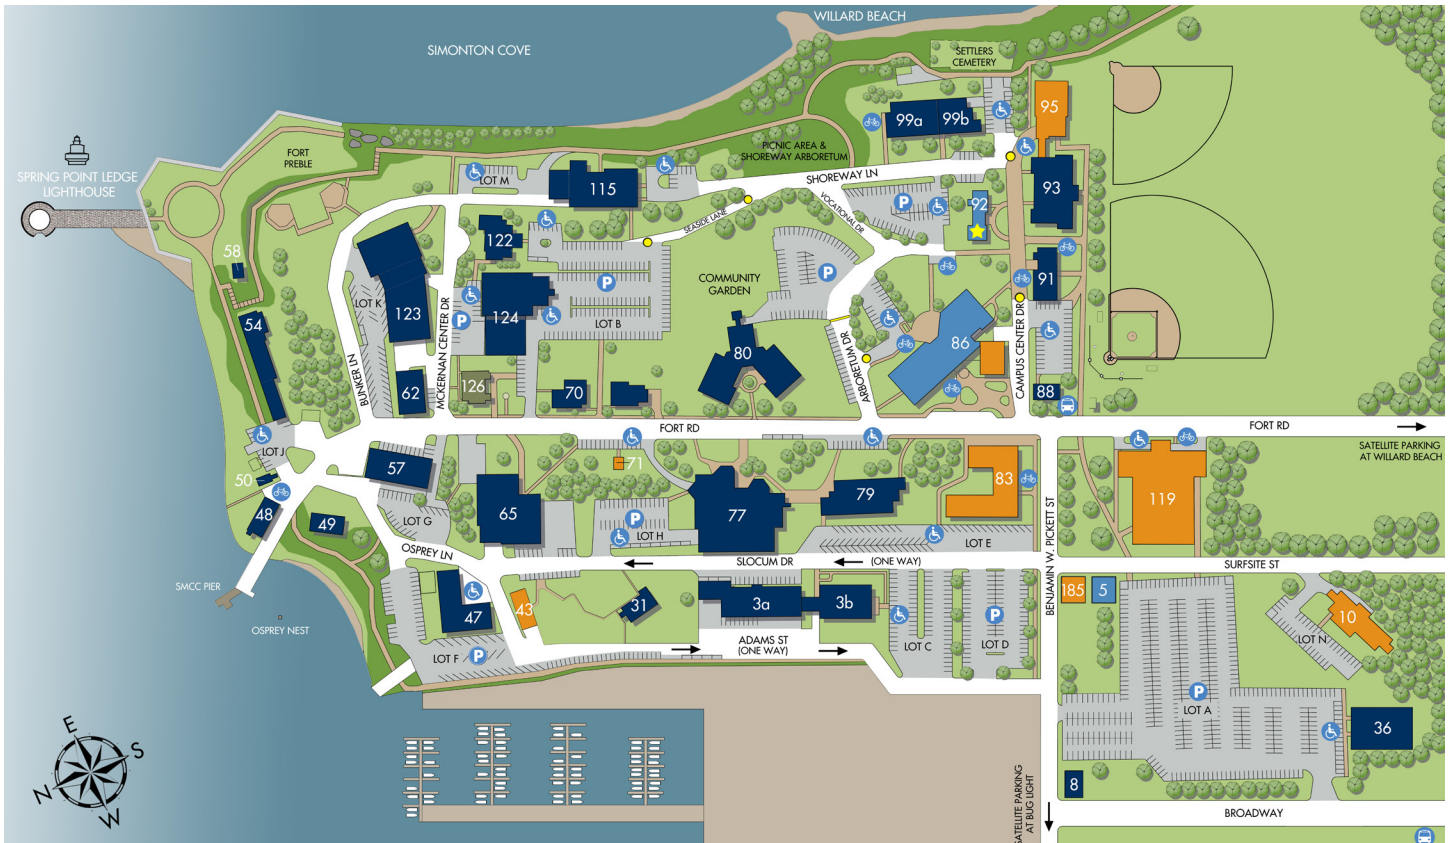 WILLARD BEACH
SIMONTON COVE
SETTLERS
CEMETERY
95
99a
99b
PICNIC AREA &
SHOREWAY ARBORETUM
FORT
PREBLE
SPRING POINT LEDGE
LIGHTHOUSE
LOT M
115
SHOREWAY LN
93
92
P
VOCATIONAL DR
SEASIDE LANE
122
58
91
COMMUNITY
GARDEN
P
P
LOT K
123
MCKERNAN CENTER DR
P
124
LOT B
54
80
ARBORETUM DR
86
CAMPUS CENTER DR
BUNKER LN
62
126
70
88
FORT RD
FORT RD
SATELLITE PARKING
AT WILLARD BEACH
LOT J
50
57
71
48
49
LOT G
65
P
LOT H
77
79
83
LOT E
119
BENJAMIN W. PICKETT ST
OSPREY LN
SLOCUM DR
(ONE WAY)
SURFSITE ST
SMCC PIER
OSPREY NEST
47
43
31
3a
3b
185
5
10
LOT N
LOT F
P
ADAMS ST
(ONE WAY)
LOT C
P
LOT D
P
LOT A
36
8
E
S
N
W
SATELLITE PARKING
AT BUG LIGHT
BROADWAY